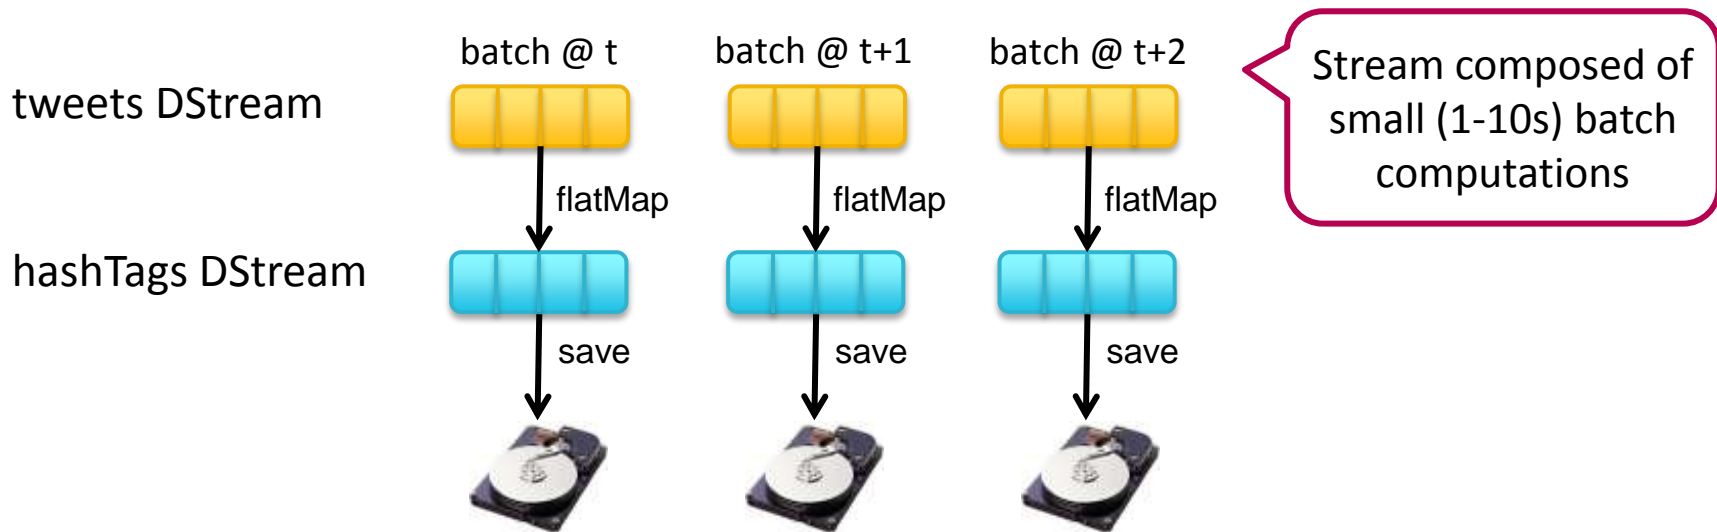 batch @ t
batch @ t+1
batch @ t+2
Stream composed of
small (1-10s) batch
computations
tweets DStream
flatMap
flatMap
flatMap
hashTags DStream
save
save
save